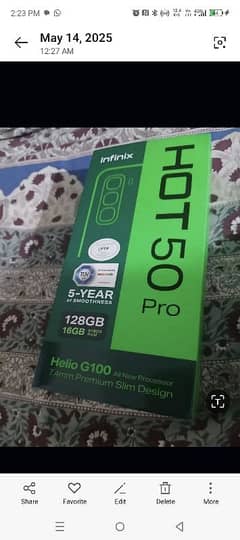 2:23 PM
May 14, 2025
12:27 AM
Infinix
HOT 50 Pro
5-YEAR
OF SMOOTHNESS
128GB
16GB
Helio G100 All New Processor
7.4mm Premium Slim Design
Share
Favorite
Edit
Delete
More